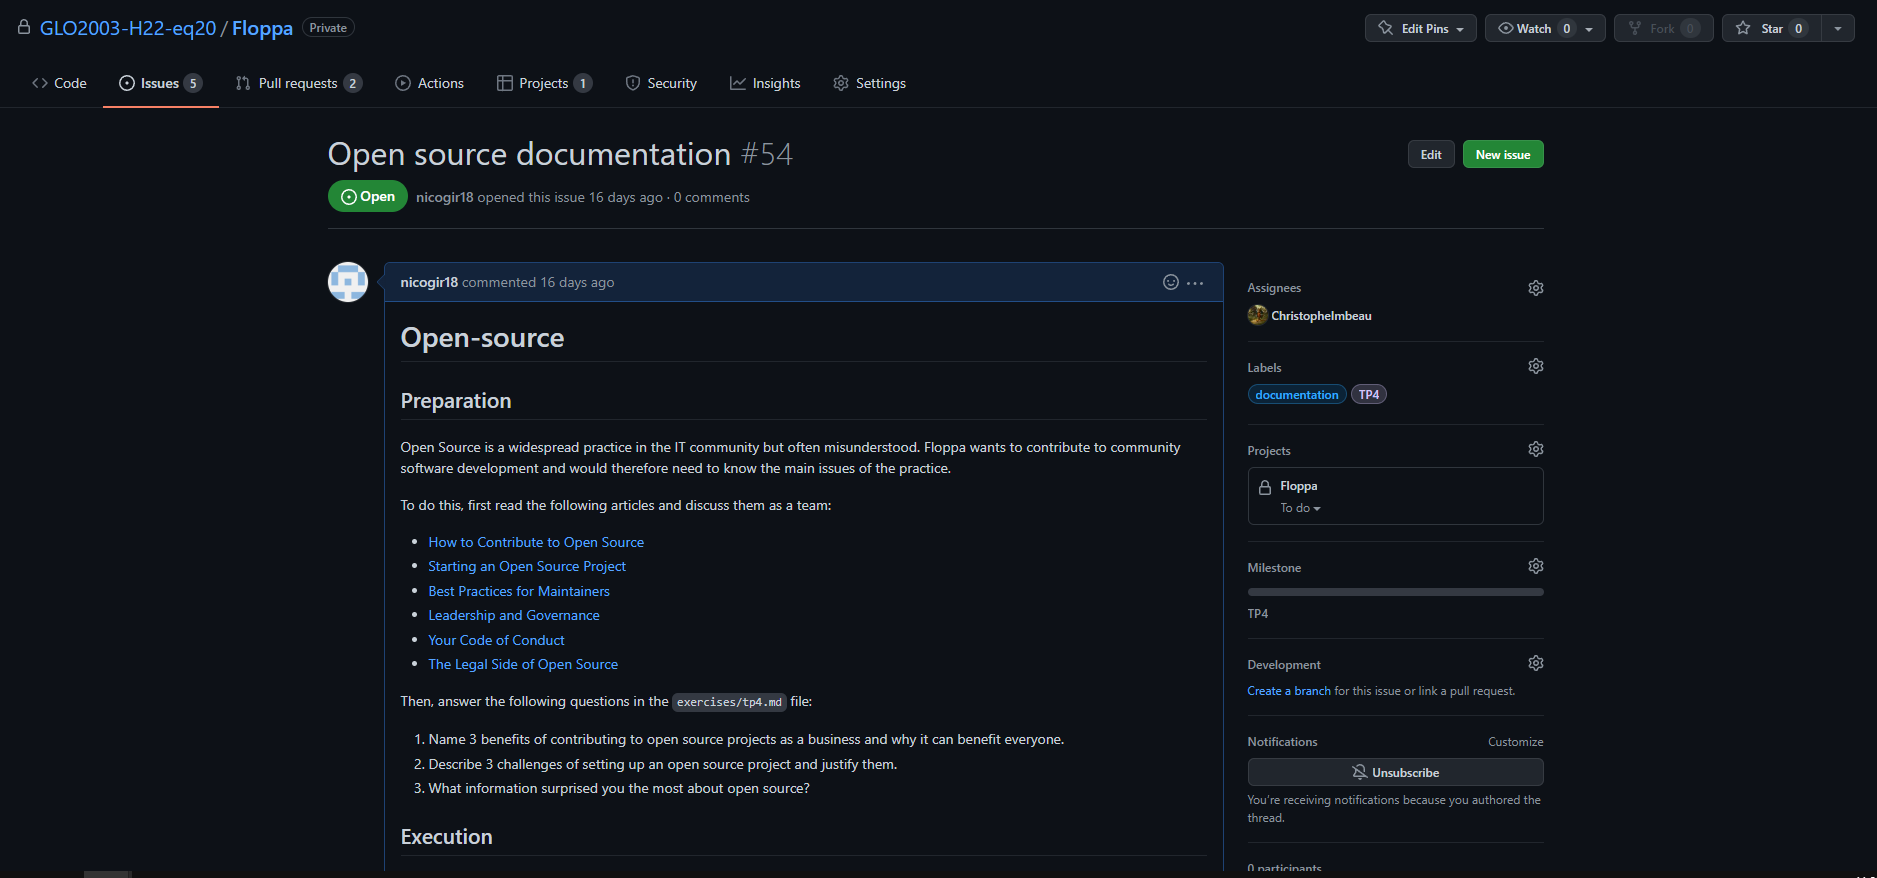 GLO2003-H22-eq20 / Floppa Private
Edit Pins Watch 0 Fork 0 Star 0
Code Issues 5 Pull requests 2 Actions Projects 1 Security Insights Settings
Open source documentation #54
Edit New issue
Open nicogir18 opened this issue 16 days ago · 0 comments
nicogir18 commented 16 days ago
Open-source
Preparation
Open Source is a widespread practice in the IT community but often misunderstood. Floppa wants to contribute to community
software development and would therefore need to know the main issues of the practice.
To do this, first read the following articles and discuss them as a team:
• How to Contribute to Open Source
• Starting an Open Source Project
• Best Practices for Maintainers
• Leadership and Governance
• Your Code of Conduct
• The Legal Side of Open Source
Then, answer the following questions in the exercises/tp4.md file:
1. Name 3 benefits of contributing to open source projects as a business and why it can benefit everyone.
2. Describe 3 challenges of setting up an open source project and justify them.
3. What information surprised you the most about open source?
Execution
Assignees
ChristopheImbeau
Labels
documentation TP4
Projects
Floppa
To do
Milestone
TP4
Development
Create a branch for this issue or link a pull request.
Notifications Customize
Unsubscribe
You're receiving notifications because you authored the
thread.
0 participants